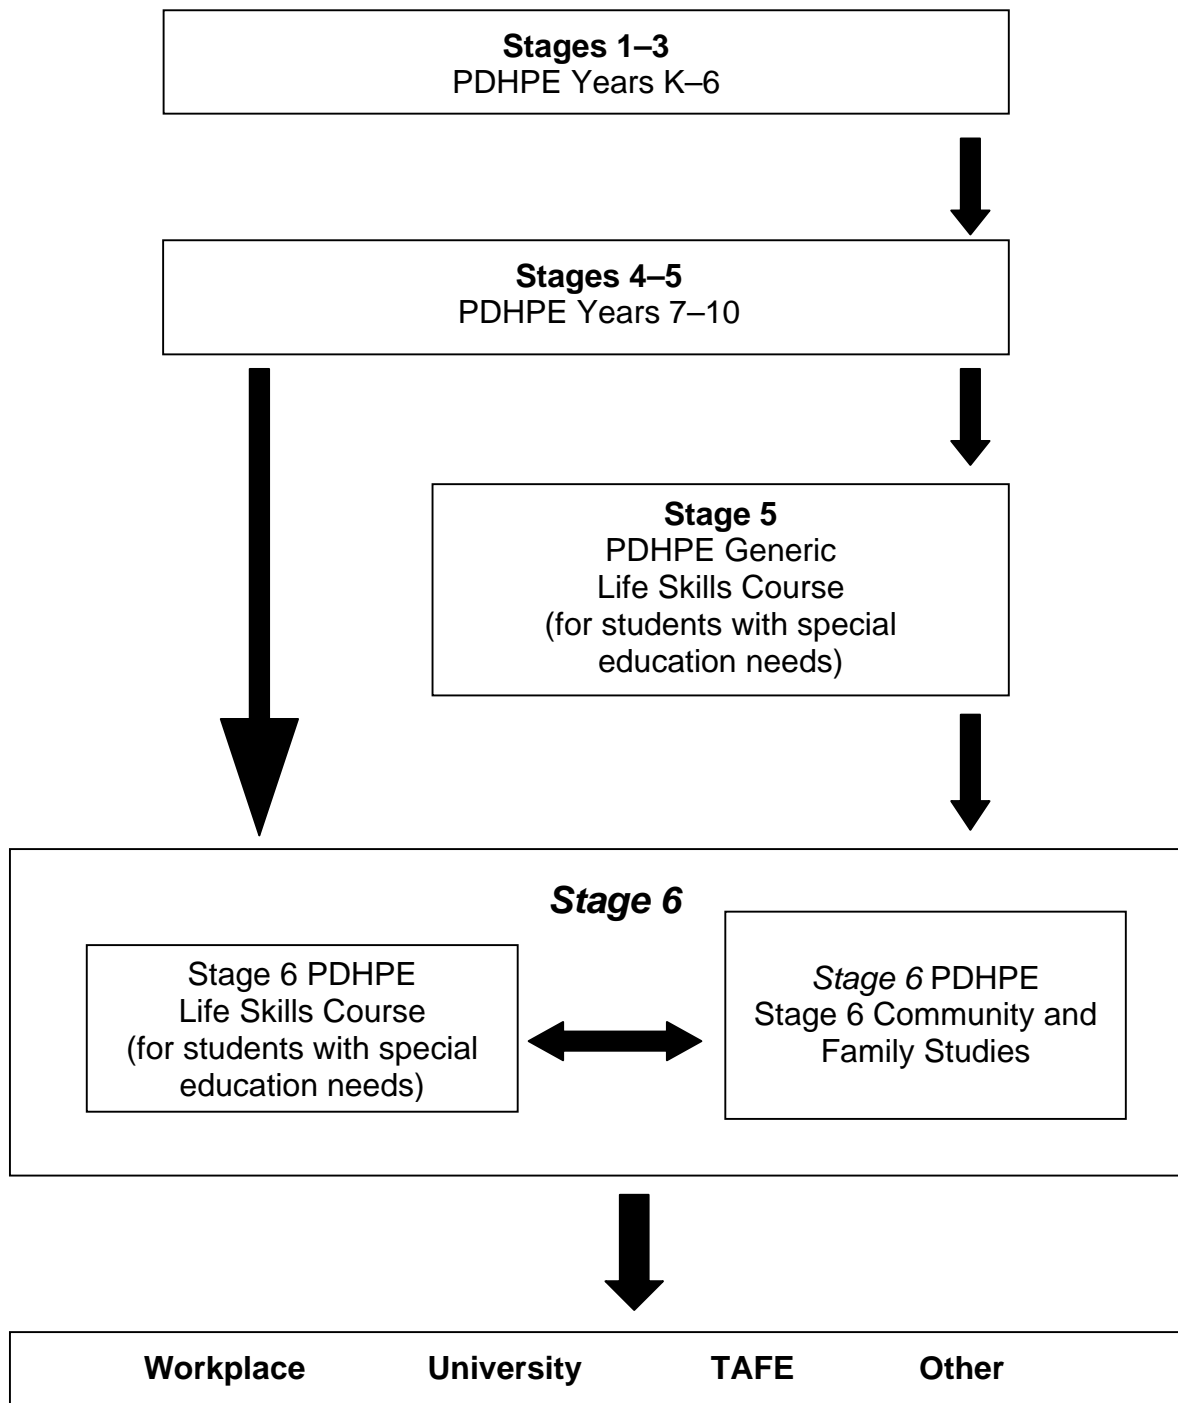 Stages 1–3
PDHPE Years K–6
Stages 4–5
PDHPE Years 7–10
Stage 5
PDHPE Generic
Life Skills Course
(for students with special
education needs)
Stage 6
Stage 6 PDHPE
Life Skills Course
(for students with special
education needs)
Stage 6 PDHPE
Stage 6 Community and
Family Studies
Workplace University TAFE Other